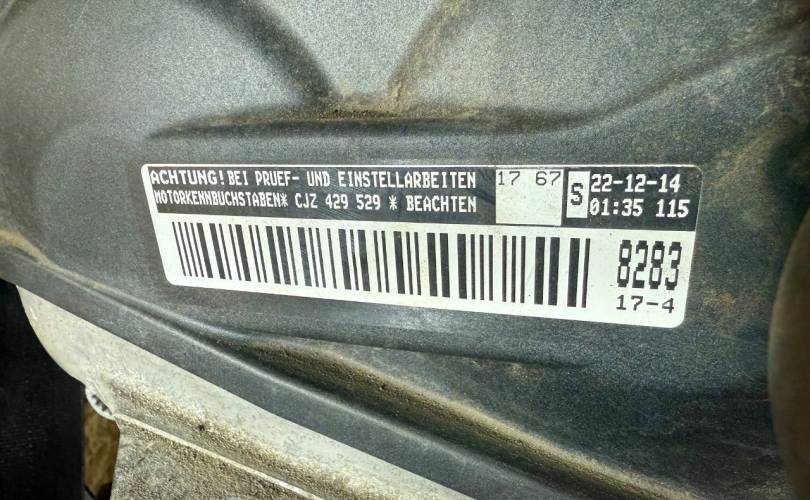 ACHTUNG! BEI PRUEF- UND EINSTELLARBEITEN
MOTORKENNBUCHSTABEN* CJZ 429 529 * BEACHTEN
17 67
S
22-12-14
01:35 115
8283
17-4